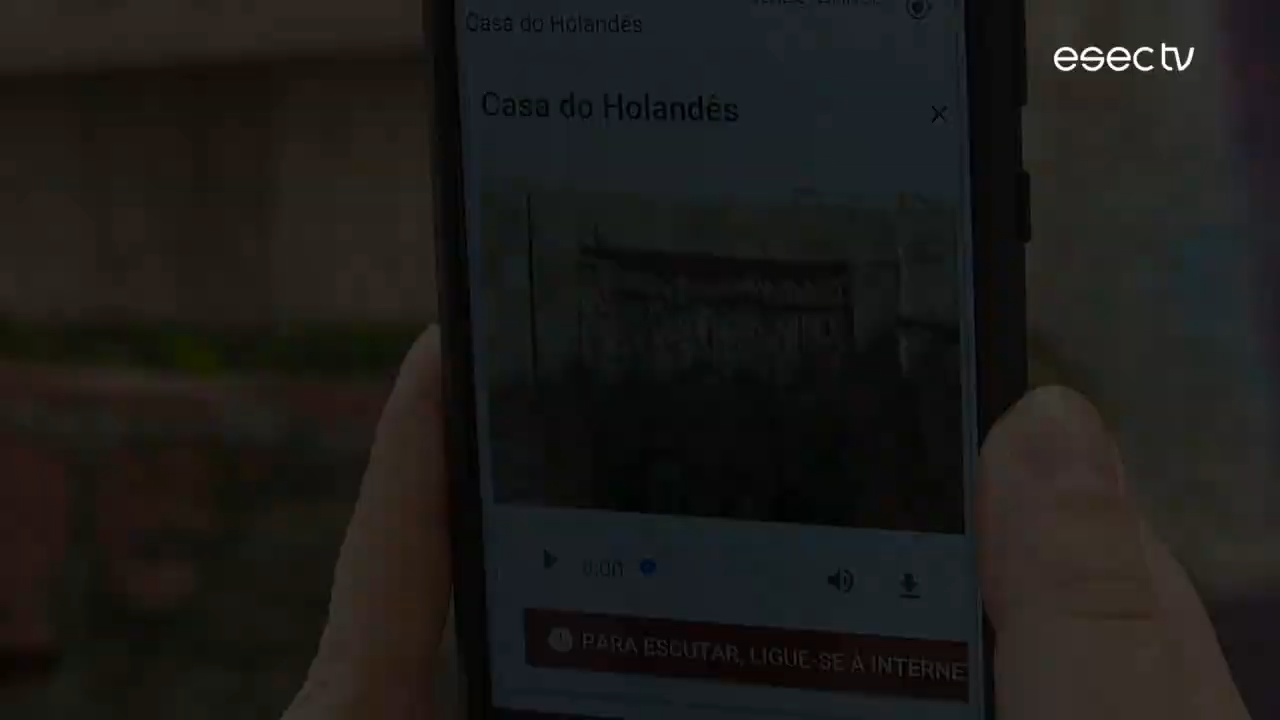 Casa do Holandês
esectv
Casa do Holandês
0:00
PARA ESCUTAR, LIGUE-SE À INTERNE